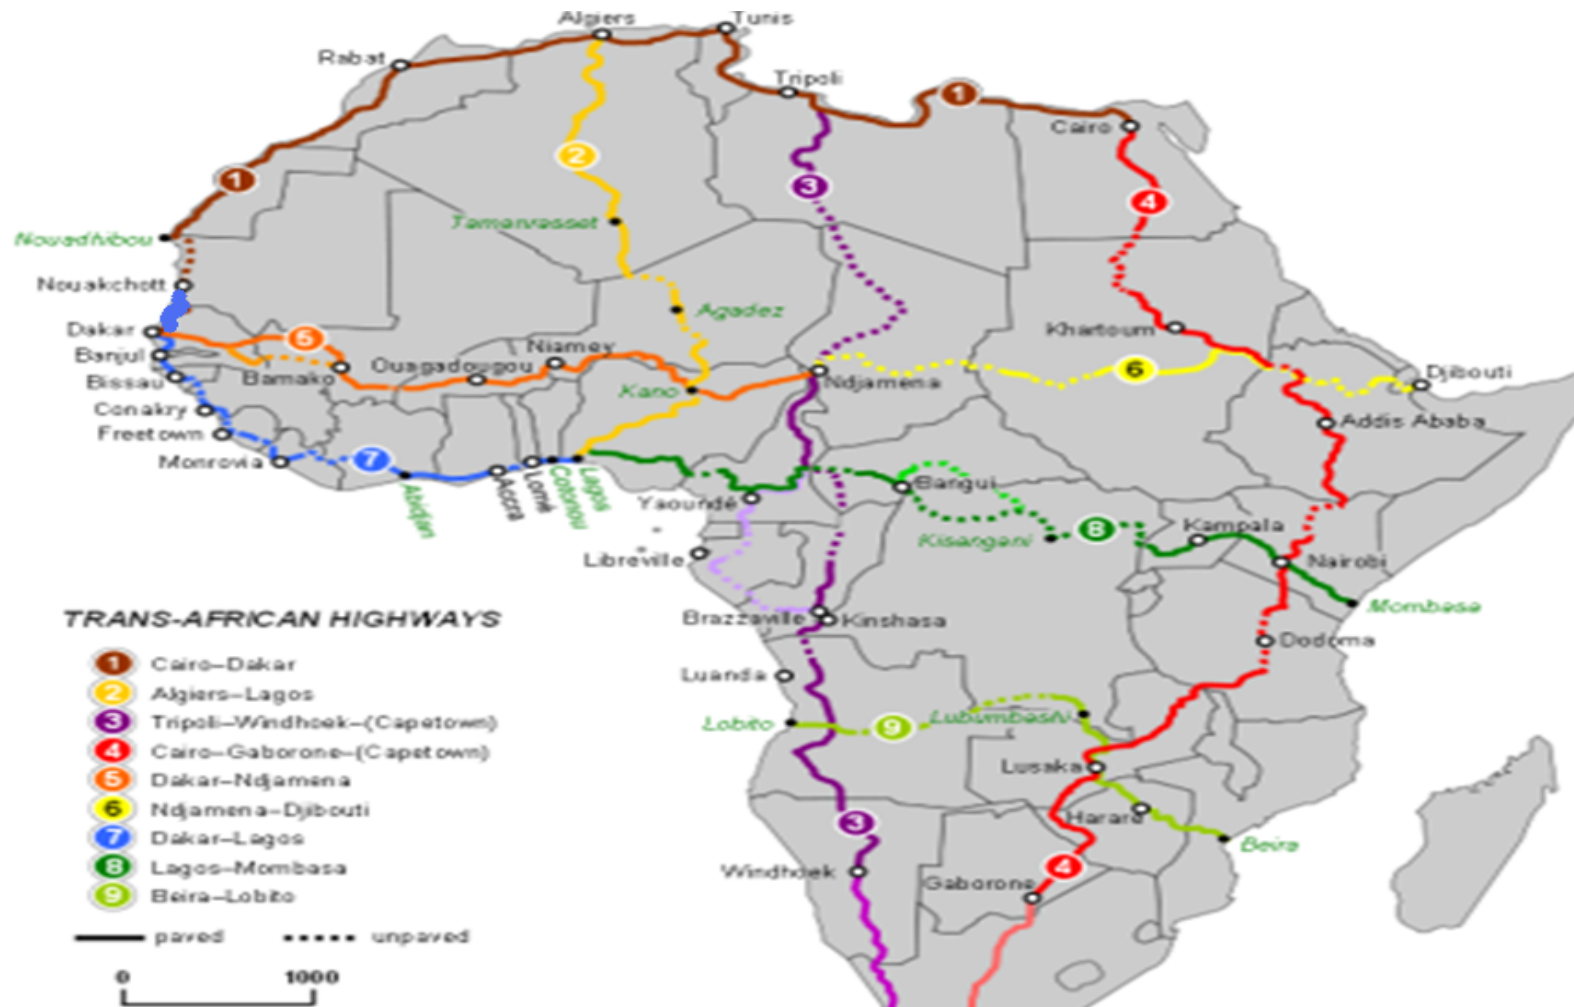 Algiers
Tunis
Rabat
Tripoli
1
Cairo
2
3
1
4
Nouadhibou
Tamanrasset
Nouakchott
Agadez
Dakar
5
Khartoum
Banjul
Niamey
Bissau
Bamako
Ouagadougou
Kano
Ndjamena
6
Djibouti
Conakry
Addis Ababa
Freetown
Monrovia
7
Abidjan
Accra
Lomé
Cotonou
Lagos
Yaoundé
Bangui
Kisangani
8
Kampala
Libreville
Nairobi
Mombasa
Brazzaville
Kinshasa
Dodoma
Luanda
Lobito
9
Lubumbashi
Lusaka
Harare
3
Beira
Windhoek
Gaborone
4
TRANS-AFRICAN HIGHWAYS
1 Cairo–Dakar
2 Algiers–Lagos
3 Tripoli–Windhoek–(Capetown)
4 Cairo–Gaborone–(Capetown)
5 Dakar–Ndjamena
6 Ndjamena–Djibouti
7 Dakar–Lagos
8 Lagos–Mombasa
9 Beira–Lobito
paved unpaved
0 1000